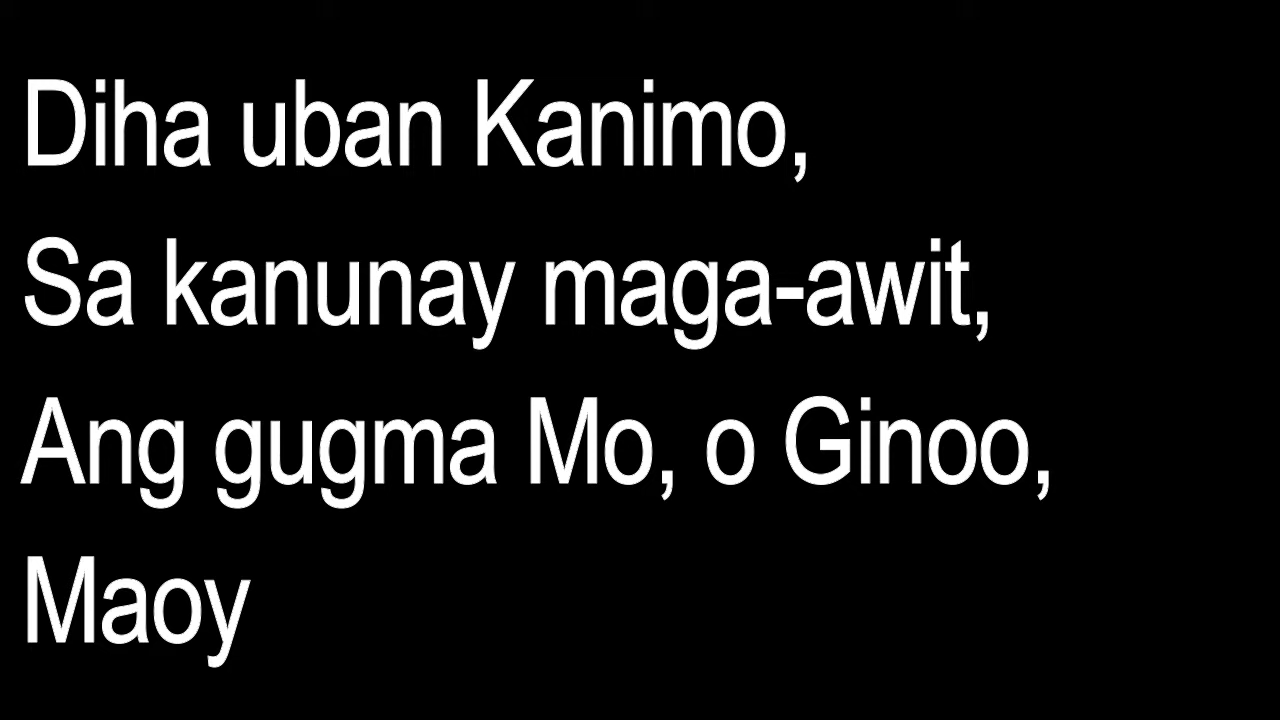 Diha uban Kanimo,
Sa kanunay maga-awit,
Ang gugma Mo, o Ginoo,
Maoy